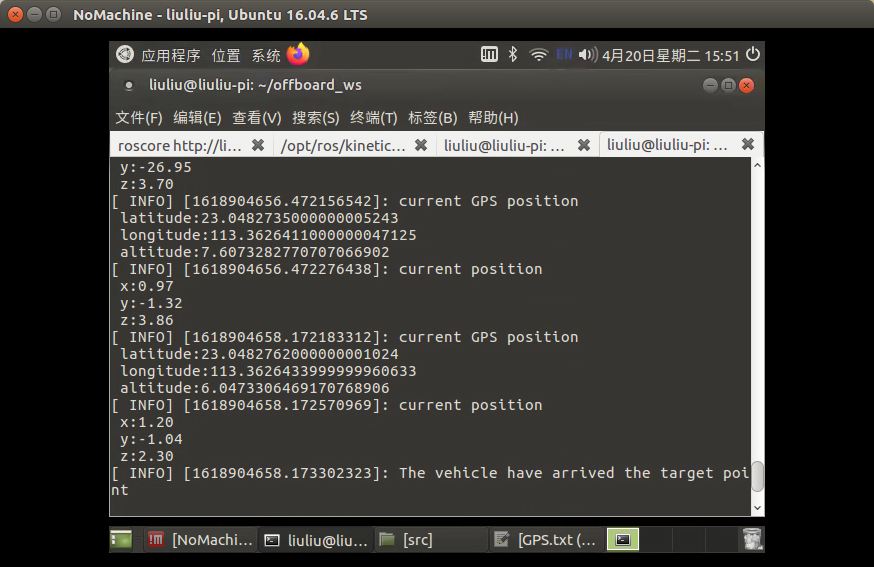 NoMachine - liuliu-pi, Ubuntu 16.04.6 LTS
应用程序 位置 系统 !M EN 4月20日星期二 15:51
liuliu@liuliu-pi: ~/offboard_ws
文件(F) 编辑(E) 查看(V) 搜索(S) 终端(T) 标签(B) 帮助(H)
roscore http://li... /opt/ros/kinetic... liuliu@liuliu-pi: ... liuliu@liuliu-pi: ...
y:-26.95
z:3.70
[ INFO] [1618904656.472156542]: current GPS position
latitude:23.0482735000000005243
longitude:113.3626411000000047125
altitude:7.6073282770707066902
[ INFO] [1618904656.472276438]: current position
x:0.97
y:-1.32
z:3.86
[ INFO] [1618904658.172183312]: current GPS position
latitude:23.0482762000000001024
longitude:113.3626433999999960633
altitude:6.0473306469170768906
[ INFO] [1618904658.172570969]: current position
x:1.20
y:-1.04
z:2.30
[ INFO] [1618904658.173302323]: The vehicle have arrived the target poi
nt
!M [NoMachi... liuliu@liu... [src] [GPS.txt (...